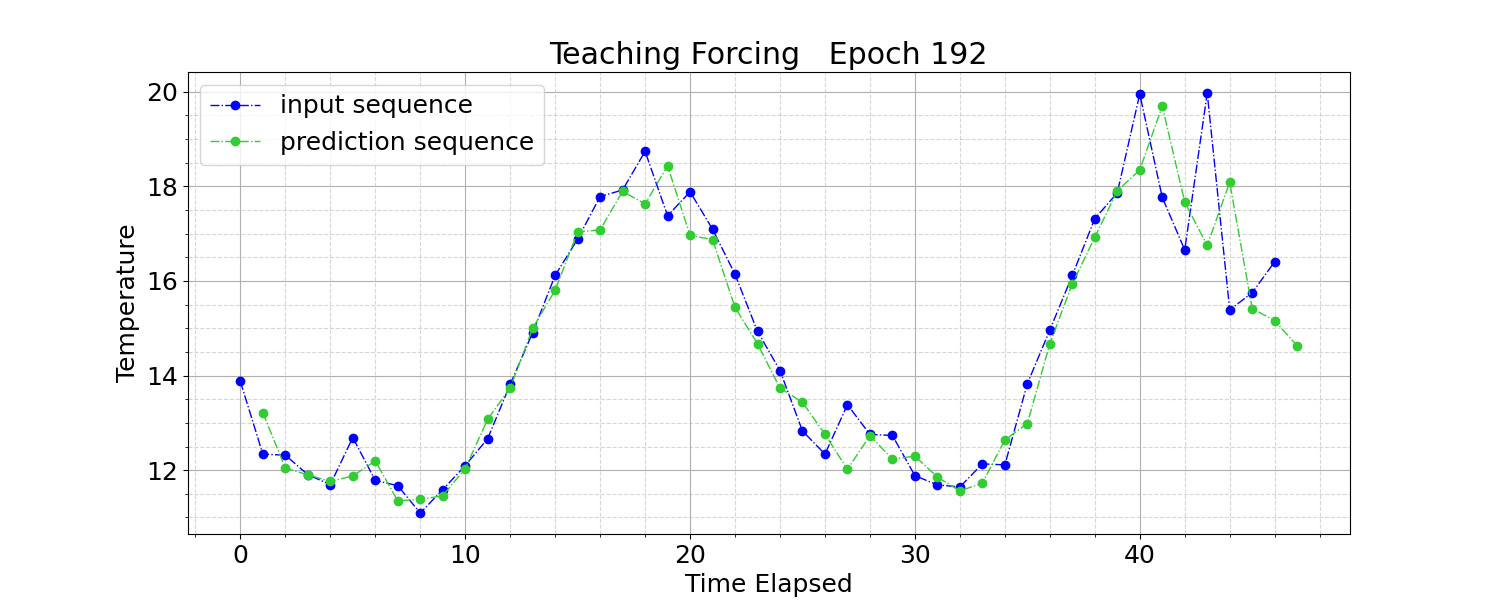 Teaching Forcing   Epoch 192
input sequence
prediction sequence
Temperature
20
18
16
14
12
0 10 20 30 40
Time Elapsed